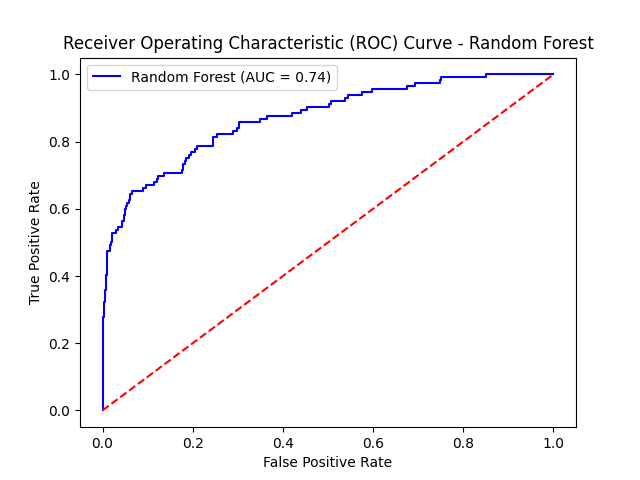 Receiver Operating Characteristic (ROC) Curve - Random Forest
Random Forest (AUC = 0.74)
1.0
0.8
0.6
0.4
0.2
0.0
True Positive Rate
0.0 0.2 0.4 0.6 0.8 1.0
False Positive Rate